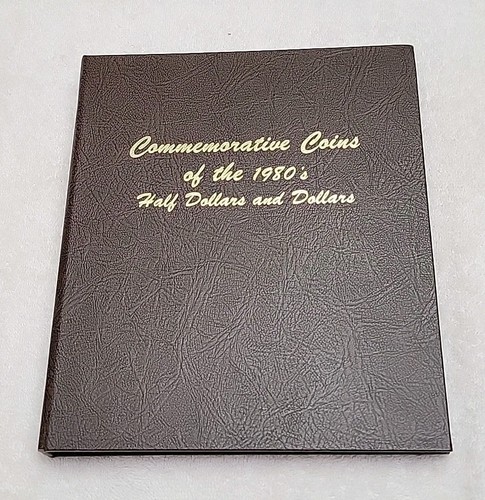 Commemorative Coins
of the 1980's
Half Dollars and Dollars